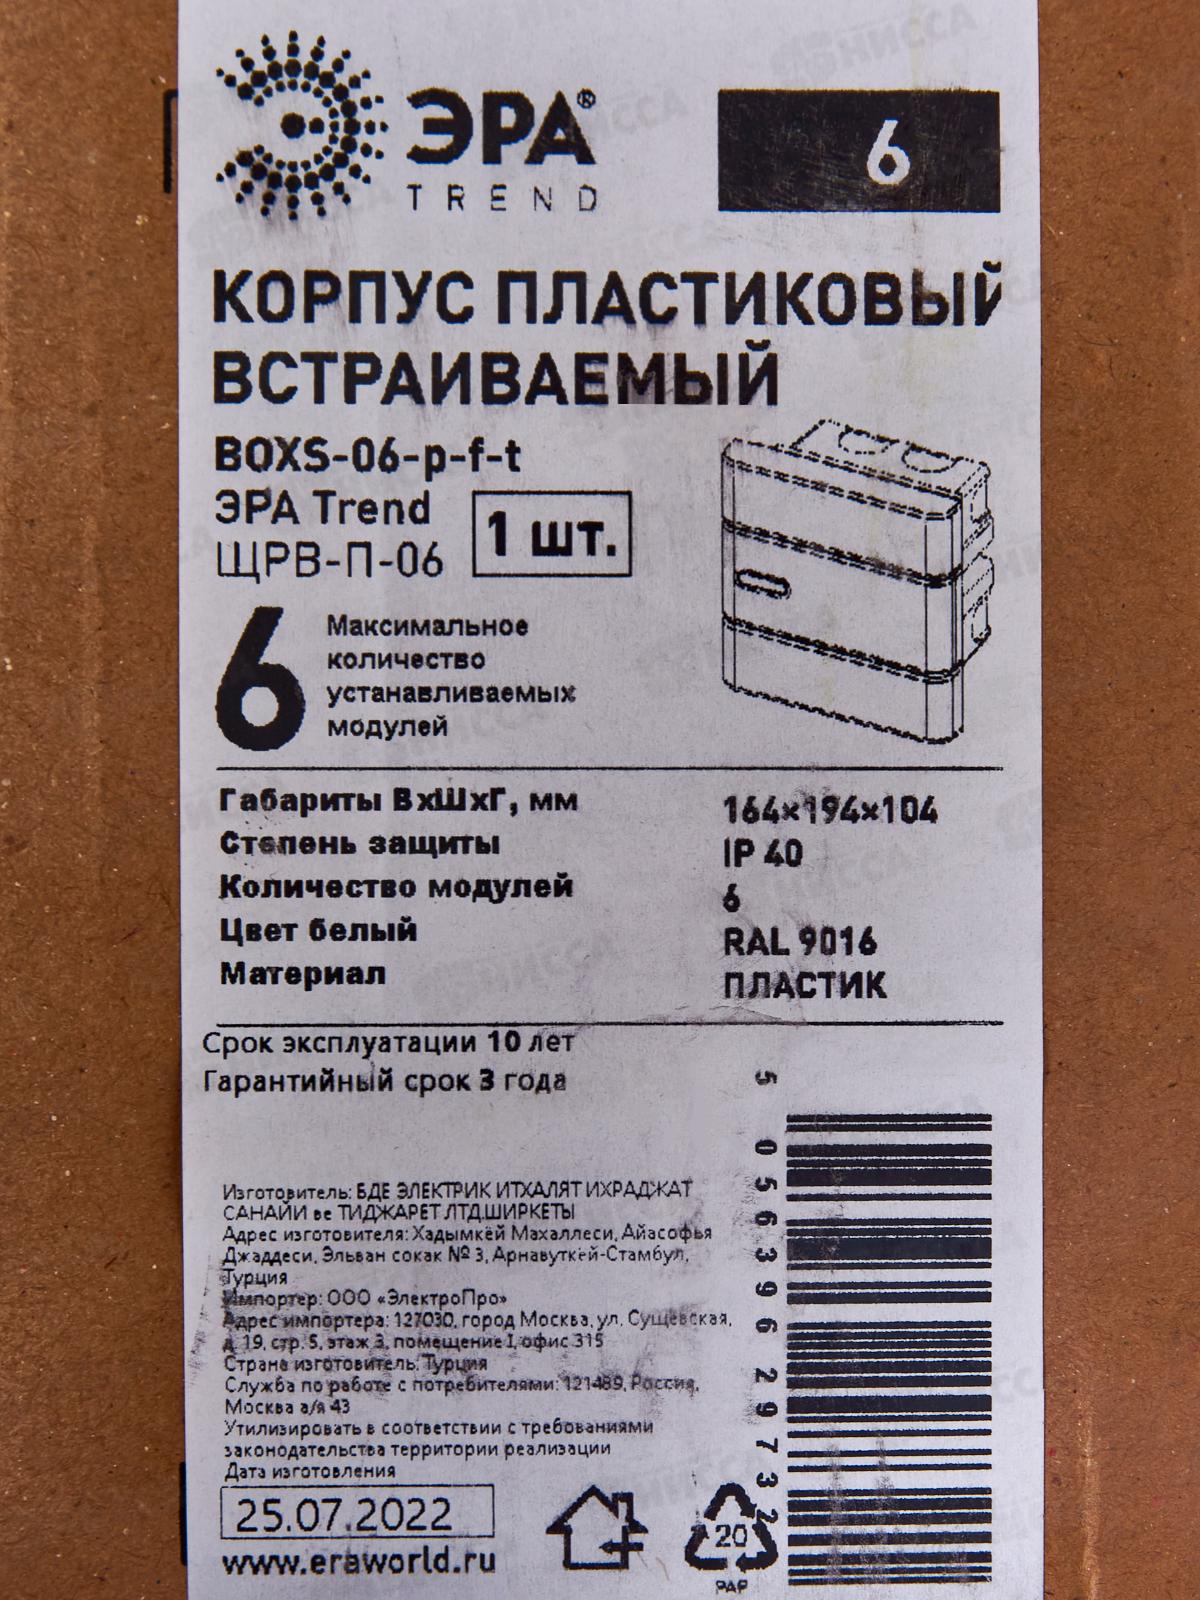 ЭРА®
TREND
6
КОРПУС ПЛАСТИКОВЫЙ
ВСТРАИВАЕМЫЙ
BOXS-06-p-f-t
ЭРА Trend
ЩРВ-П-06
1 шт.
6
Максимальное
количество
устанавливаемых
модулей
Габариты ВхШхГ, мм 164×194×104
Степень защиты IP 40
Количество модулей 6
Цвет белый RAL 9016
Материал ПЛАСТИК
Срок эксплуатации 10 лет
Гарантийный срок 3 года
Изготовитель: БДЕ ЭЛЕКТРИК ИТХАЛЯТ ИХРАДЖАТ
САНАЙИ ве ТИДЖАРЕТ ЛТД.ШИРКЕТЫ
Адрес изготовителя: Хадымкёй Махаллеси, Айасофья
Джаддеси, Эльван сокак № 3, Арнавуткёй-Стамбул,
Турция
Импортер: ООО «ЭлектроПро»
Адрес импортера: 127030, город Москва, ул. Сущевская,
д. 19, стр. 5, этаж 3, помещение I, офис 315
Страна изготовитель: Турция
Служба по работе с потребителями: 121489, Россия,
Москва а/я 43
Утилизировать в соответствии с требованиями
законодательства территории реализации
Дата изготовления
25.07.2022
www.eraworld.ru
20
PAP
5 056396 29732